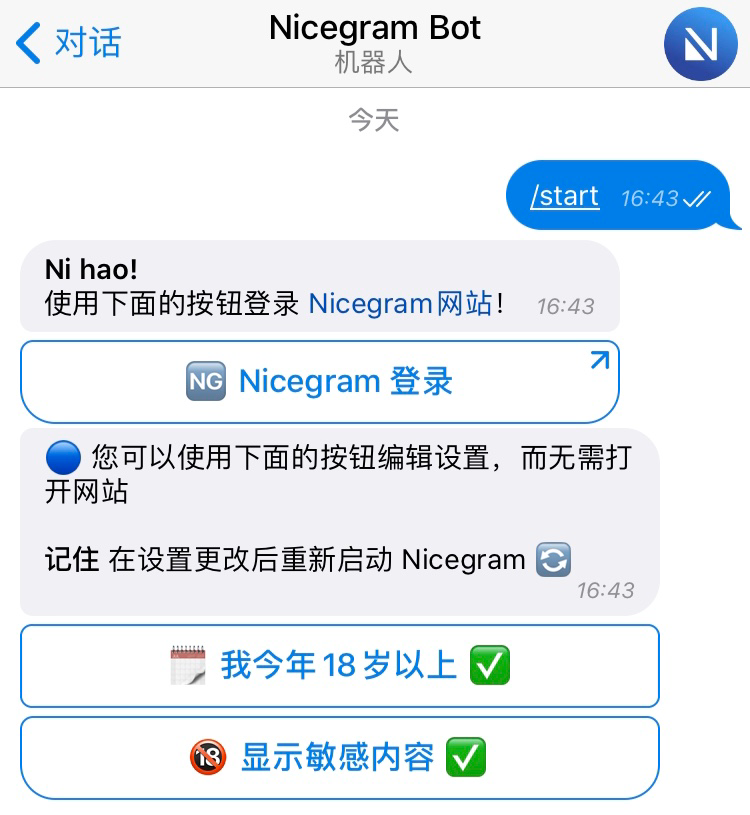 对话
Nicegram Bot
机器人
今天
/start 16:43
Ni hao!
使用下面的按钮登录 Nicegram网站! 16:43
NG Nicegram 登录
您可以使用下面的按钮编辑设置，而无需打
开网站
记住 在设置更改后重新启动 Nicegram
16:43
我今年18岁以上
18 显示敏感内容